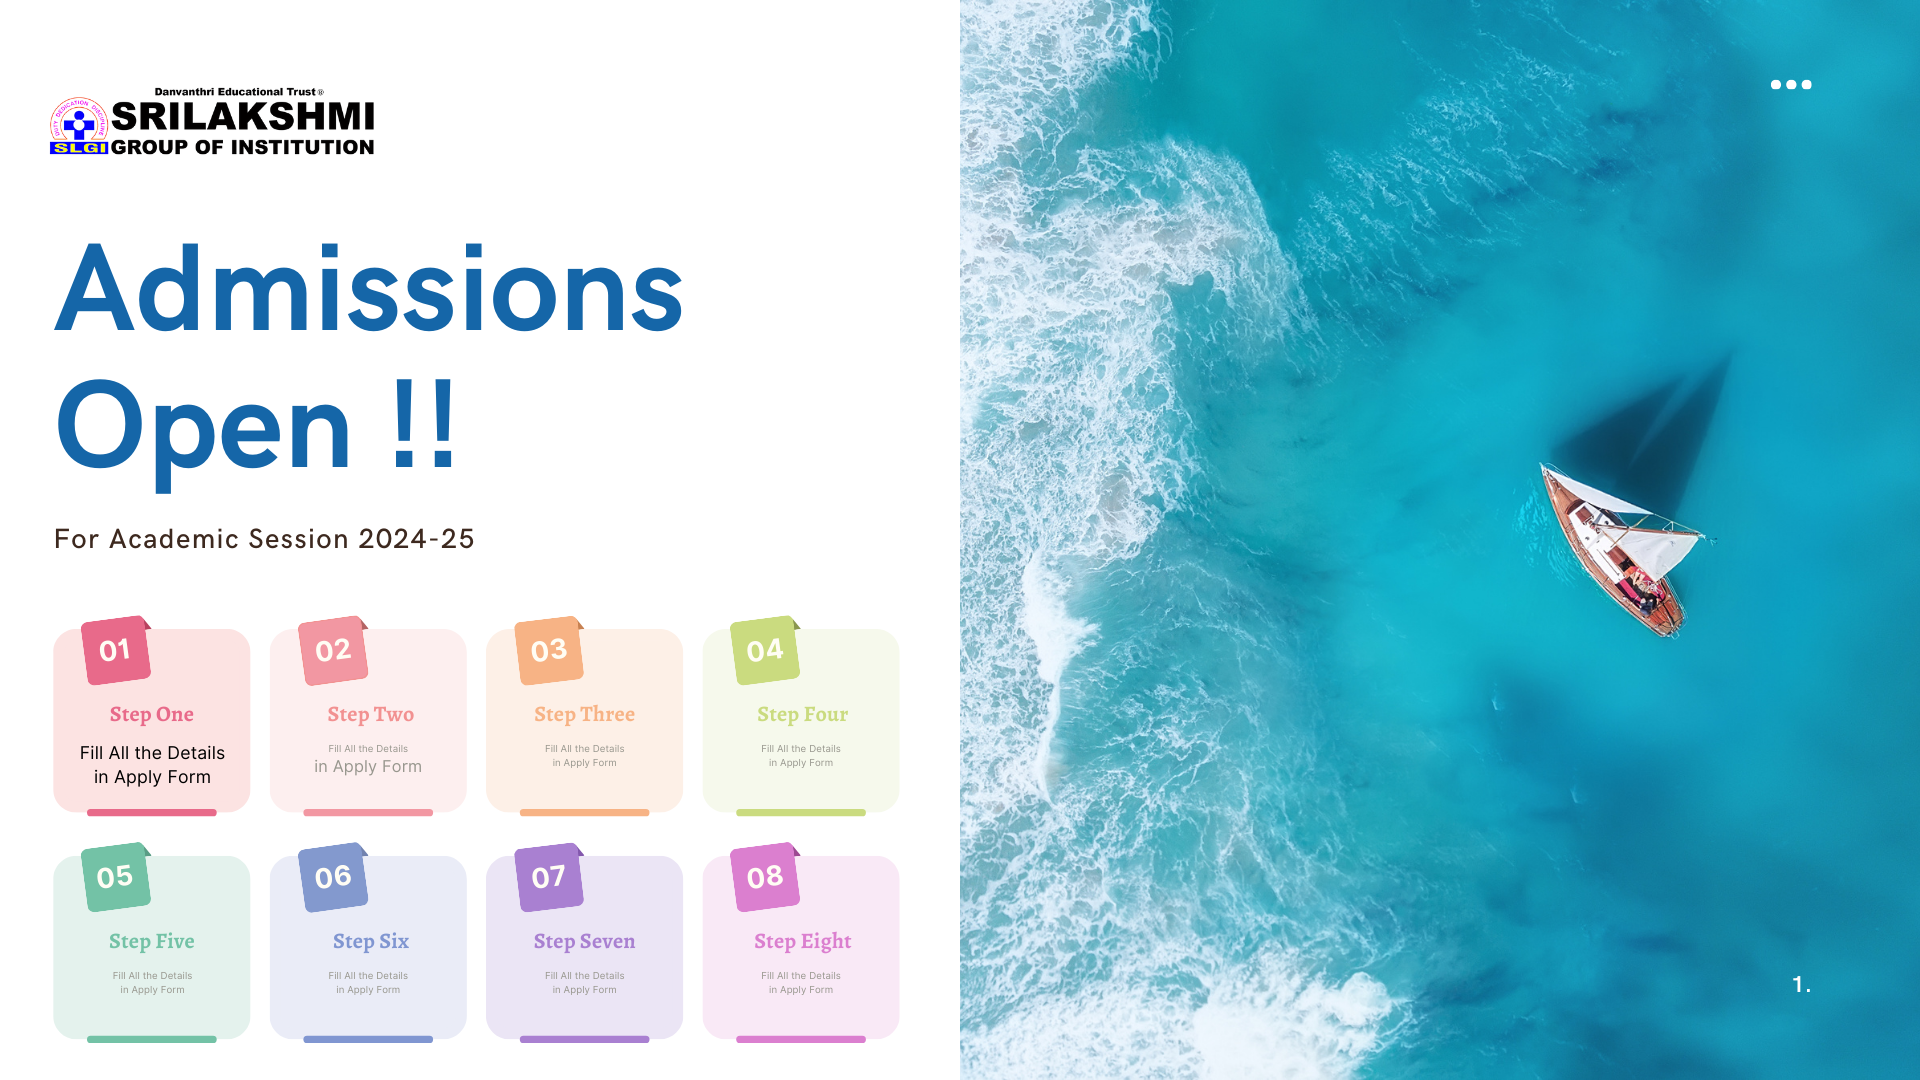 Danvanthri Educational Trust®
SRILAKSHMI
GROUP OF INSTITUTION
DUTY DEDICATION DISCIPLINE
SLGI
Admissions
Open !!
For Academic Session 2024-25
01
Step One
Fill All the Details
in Apply Form
02
Step Two
Fill All the Details
in Apply Form
03
Step Three
Fill All the Details
in Apply Form
04
Step Four
Fill All the Details
in Apply Form
05
Step Five
Fill All the Details
in Apply Form
06
Step Six
Fill All the Details
in Apply Form
07
Step Seven
Fill All the Details
in Apply Form
08
Step Eight
Fill All the Details
in Apply Form
1.